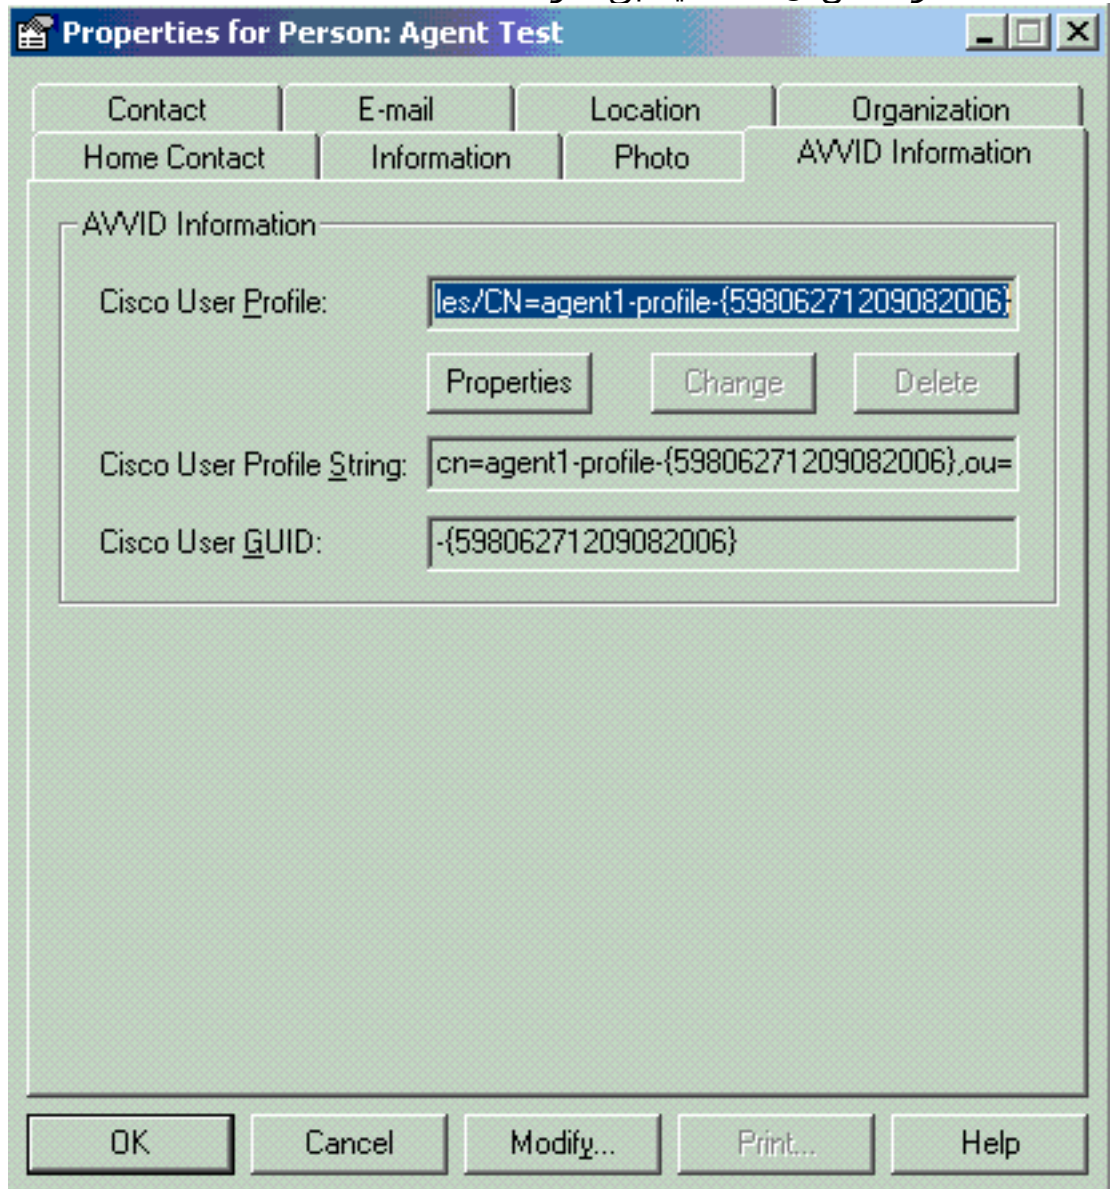 Properties for Person: Agent Test
Contact E-mail Location Organization
Home Contact Information Photo AVVID Information
AVVID Information
Cisco User Profile: les/CN=agent1-profile-{59806271209082006}
Properties Change Delete
Cisco User Profile String: cn=agent1-profile-{59806271209082006},ou=
Cisco User GUID: -{59806271209082006}
OK Cancel Modify... Print... Help